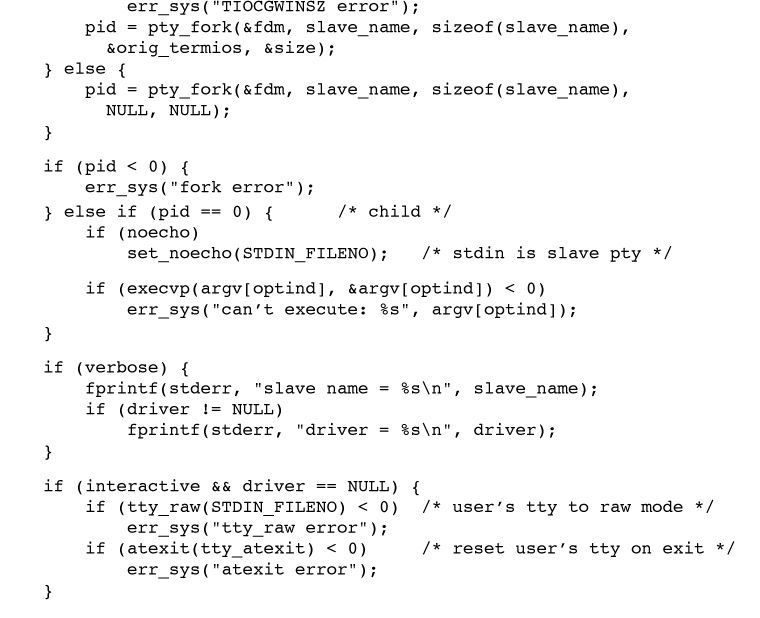 err_sys("TIOCGWINSZ error");
        pid = pty_fork(&fdm, slave_name, sizeof(slave_name),
          &orig_termios, &size);
    } else {
        pid = pty_fork(&fdm, slave_name, sizeof(slave_name),
          NULL, NULL);
    }

    if (pid < 0) {
        err_sys("fork error");
    } else if (pid == 0) {      /* child */
        if (noecho)
            set_noecho(STDIN_FILENO);   /* stdin is slave pty */

        if (execvp(argv[optind], &argv[optind]) < 0)
            err_sys("can’t execute: %s", argv[optind]);
    }

    if (verbose) {
        fprintf(stderr, "slave name = %s\n", slave_name);
        if (driver != NULL)
            fprintf(stderr, "driver = %s\n", driver);
    }

    if (interactive && driver == NULL) {
        if (tty_raw(STDIN_FILENO) < 0)  /* user’s tty to raw mode */
            err_sys("tty_raw error");
        if (atexit(tty_atexit) < 0)     /* reset user’s tty on exit */
            err_sys("atexit error");
    }